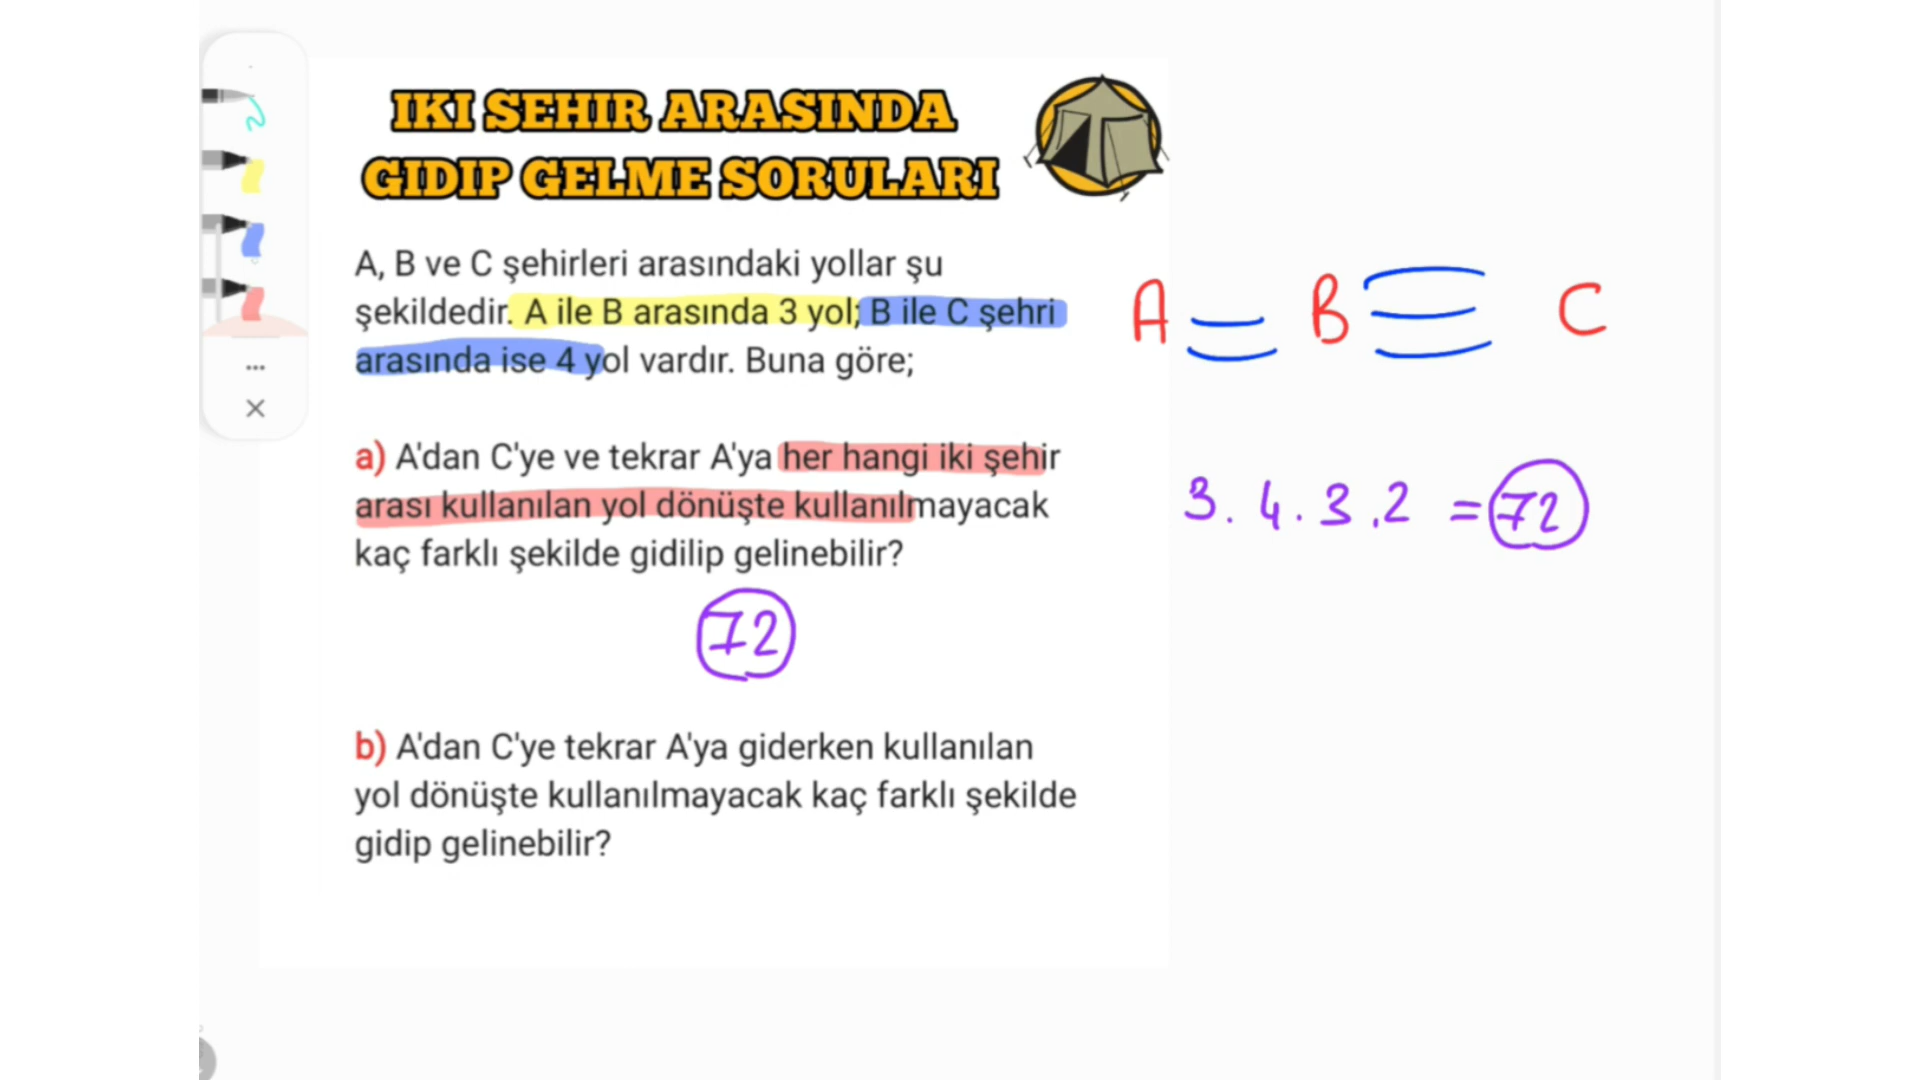 IKI SEHIR ARASINDA
GIDIP GELME SORULARI
A, B ve C şehirleri arasındaki yollar şu
şekildedir. A ile B arasında 3 yol; B ile C şehri
arasında ise 4 yol vardır. Buna göre;
A B C
a) A'dan C'ye ve tekrar A'ya her hangi iki şehir
arası kullanılan yol dönüşte kullanılmayacak
kaç farklı şekilde gidilip gelinebilir?
3. 4. 3.2 = 72
72
b) A'dan C'ye tekrar A'ya giderken kullanılan
yol dönüşte kullanılmayacak kaç farklı şekilde
gidip gelinebilir?